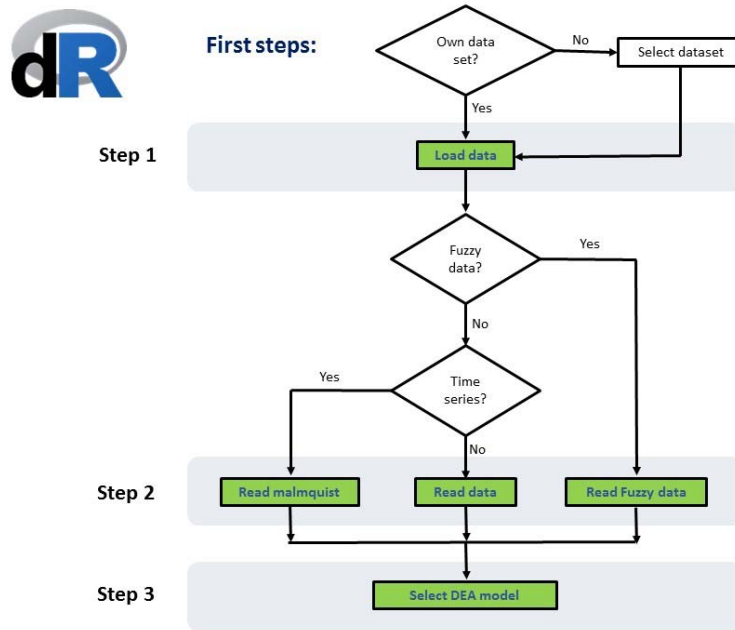 dR
First steps:
Own data
set?
No
Select dataset
Yes
Step 1
Load data
Fuzzy
data?
Yes
No
Yes
Time
series?
No
Step 2
Read malmquist
Read data
Read Fuzzy data
Step 3
Select DEA model